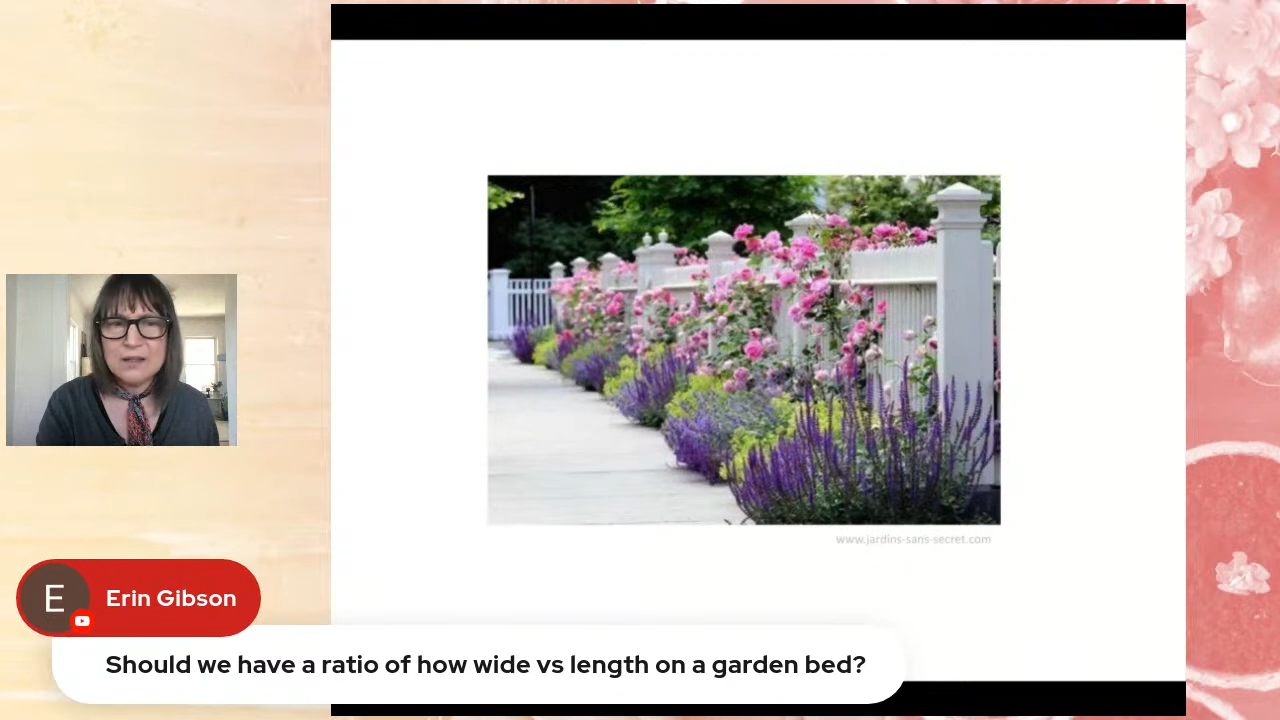 www.jardins-sans-secret.com
E
Erin Gibson
Should we have a ratio of how wide vs length on a garden bed?